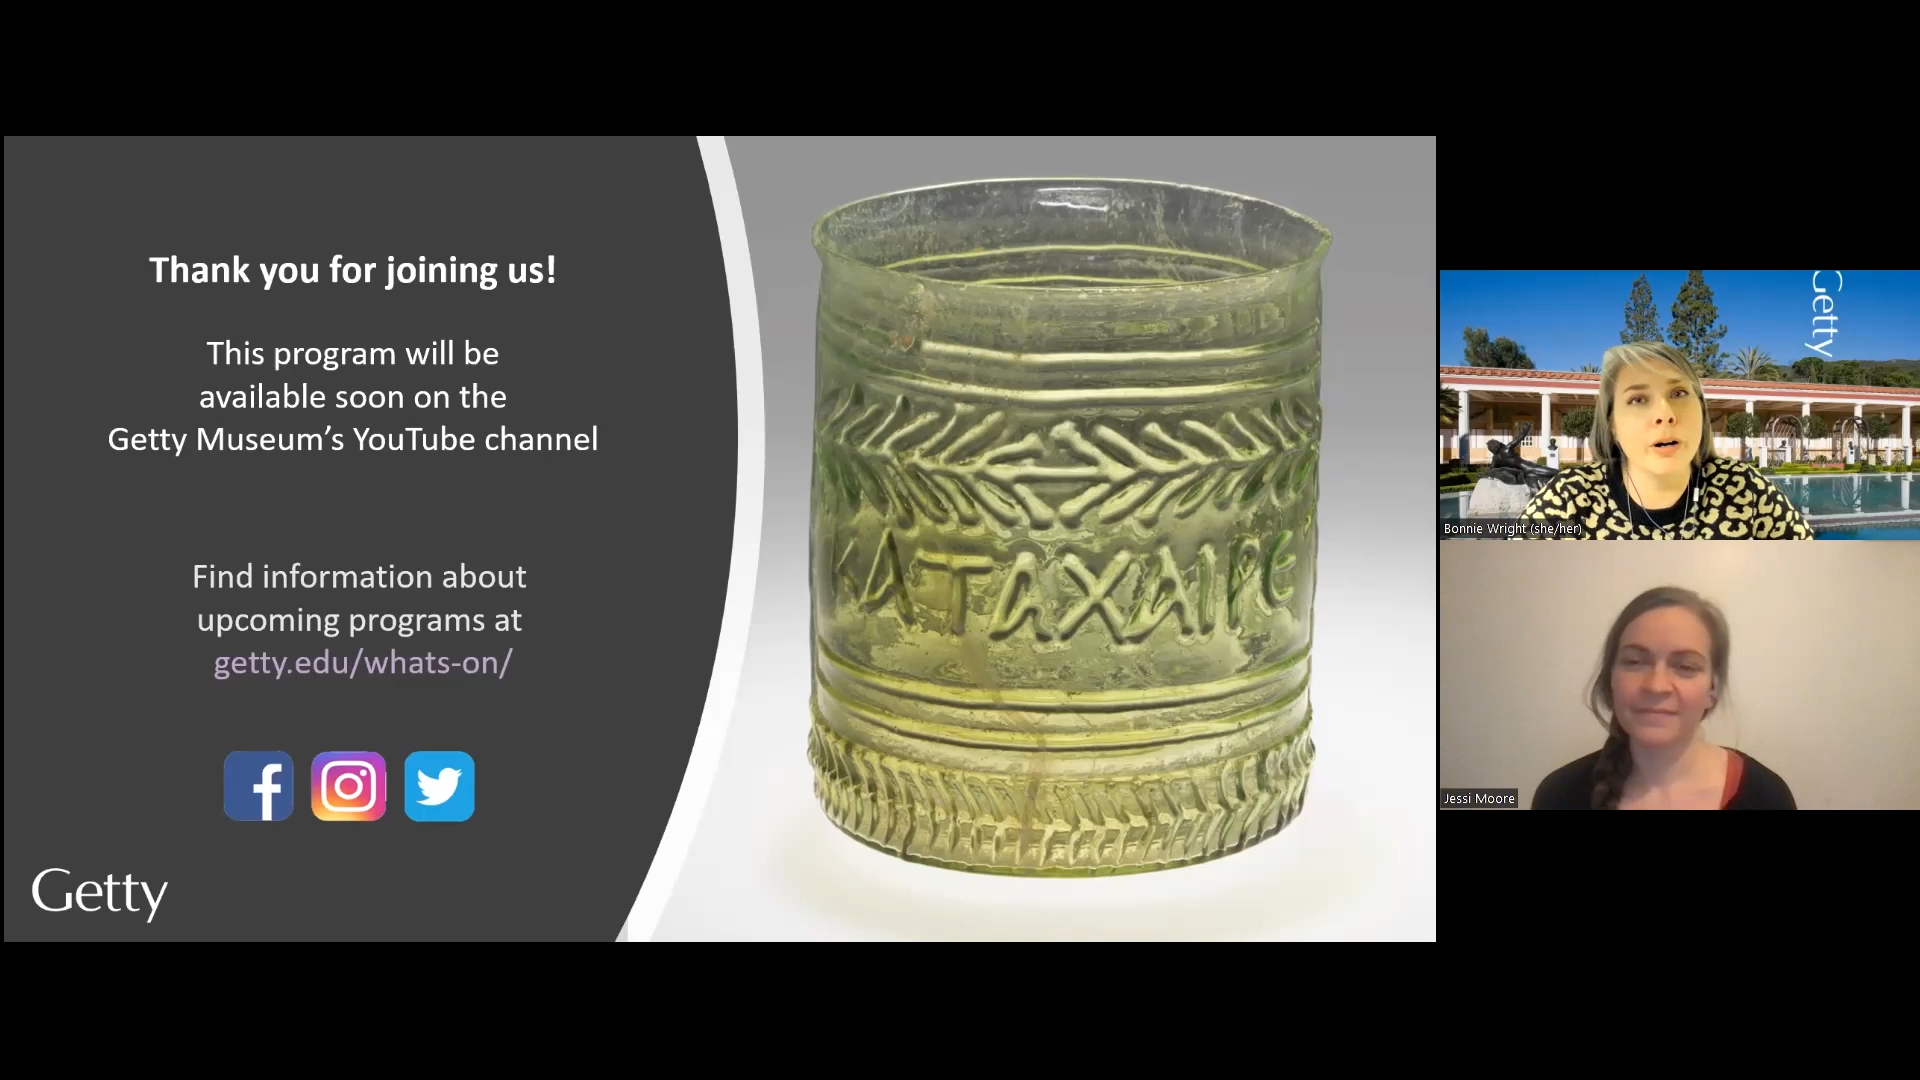 Thank you for joining us!
This program will be
available soon on the
Getty Museum’s YouTube channel
Find information about
upcoming programs at
getty.edu/whats-on/
Getty
ΚΑΤΑΧΑΙΡΕ
Getty
Bonnie Wright (she/her)
Jessi Moore